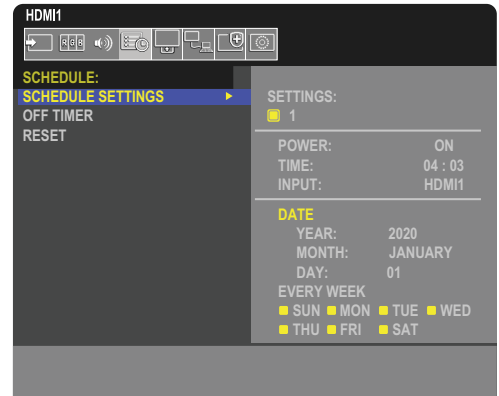 HDMI1
R G B
SCHEDULE:
SCHEDULE SETTINGS
OFF TIMER
RESET
SETTINGS:
1
POWER: ON
TIME: 04 : 03
INPUT: HDMI1
DATE
YEAR: 2020
MONTH: JANUARY
DAY: 01
EVERY WEEK
SUN MON TUE WED
THU FRI SAT